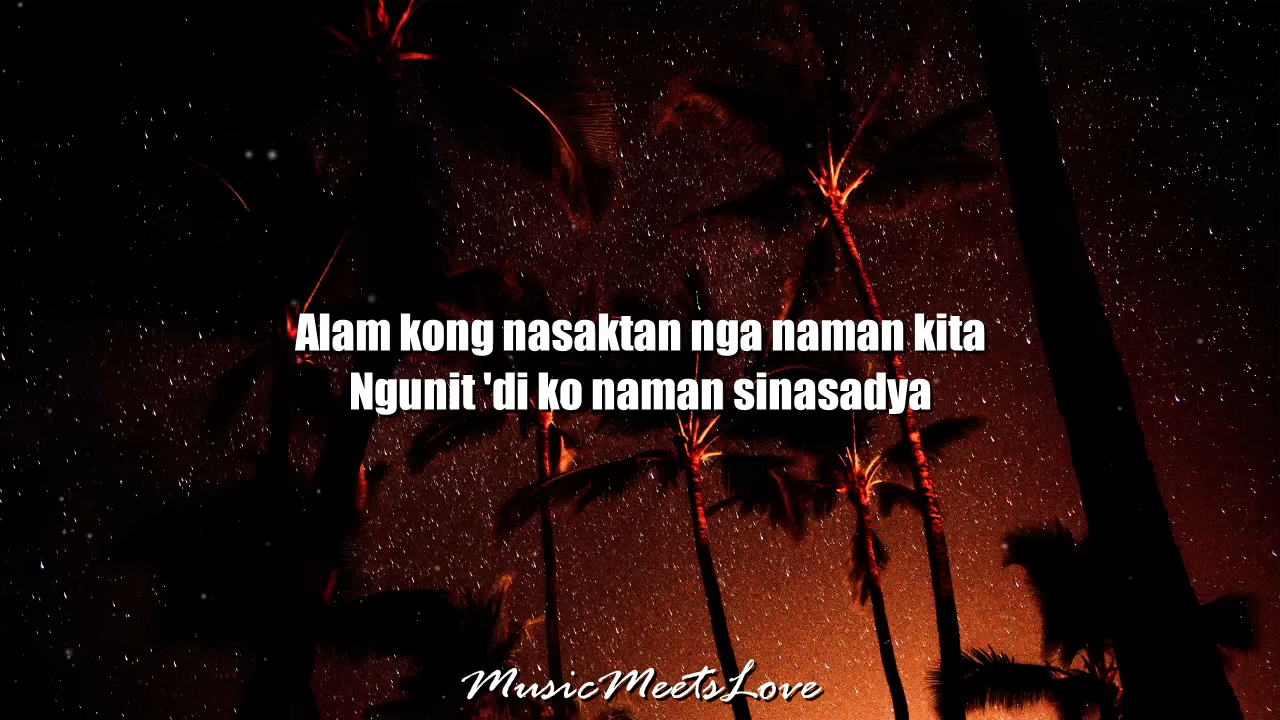 Alam kong nasaktan nga naman kita
Ngunit 'di ko naman sinasadya
MusicMeetsLove